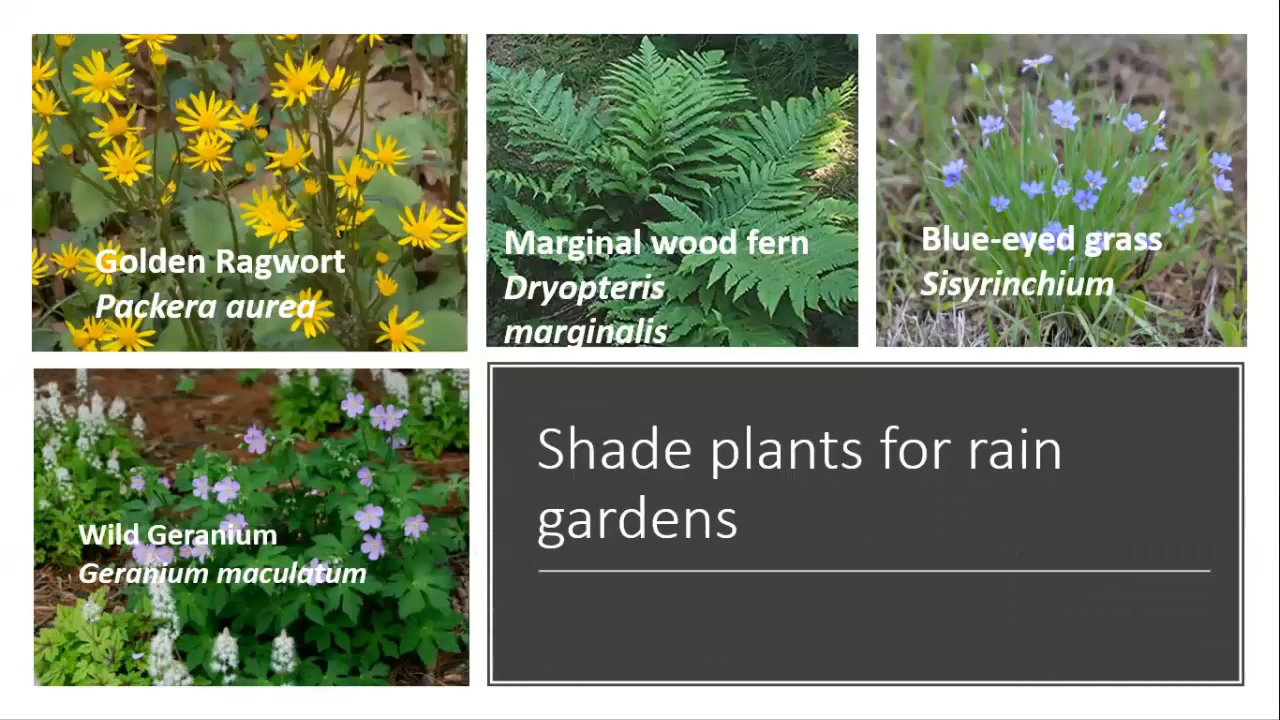 Golden Ragwort
Packera aurea
Marginal wood fern
Dryopteris
marginalis
Blue-eyed grass
Sisyrinchium
Wild Geranium
Geranium maculatum
Shade plants for rain
gardens